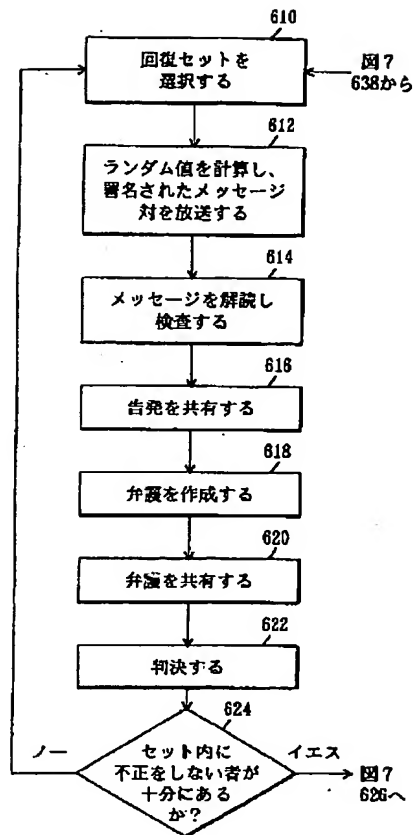 610
回復セットを
選択する
図7
638から
612
ランダム値を計算し、
署名されたメッセージ
対を放送する
614
メッセージを解読し
検査する
616
告発を共有する
618
弁護を作成する
620
弁護を共有する
622
判決する
624
ノー
セット内に
不正をしない者が
十分にある
か?
イエス
図7
626へ